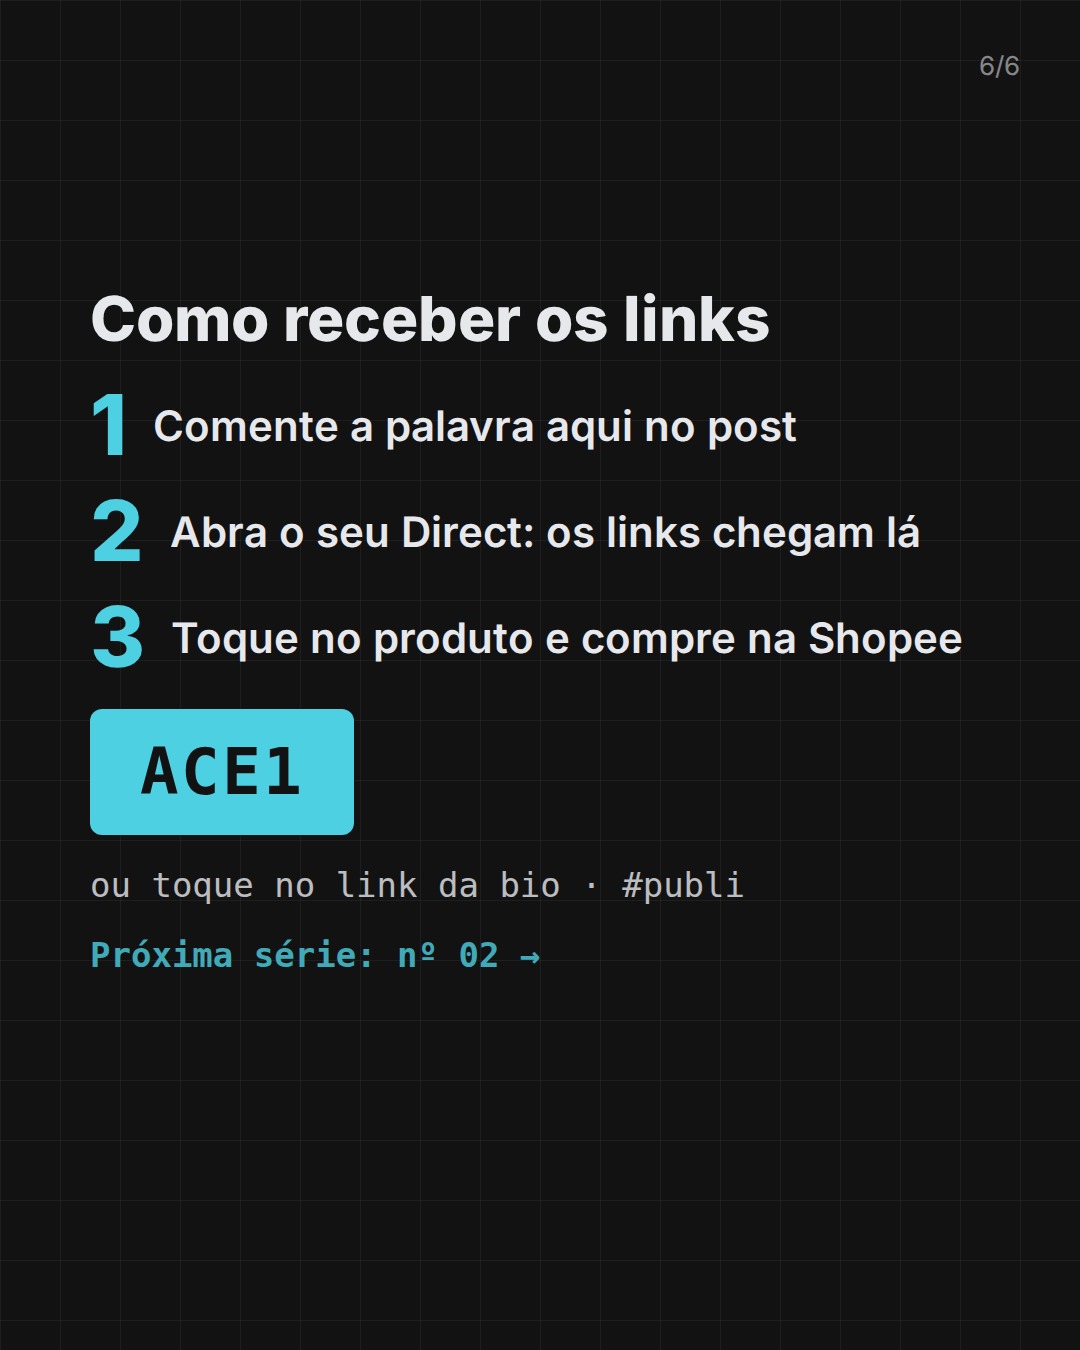 6/6
Como receber os links
1 Comente a palavra aqui no post
2 Abra o seu Direct: os links chegam lá
3 Toque no produto e compre na Shopee
ACE1
ou toque no link da bio · #publi
Próxima série: nº 02 →